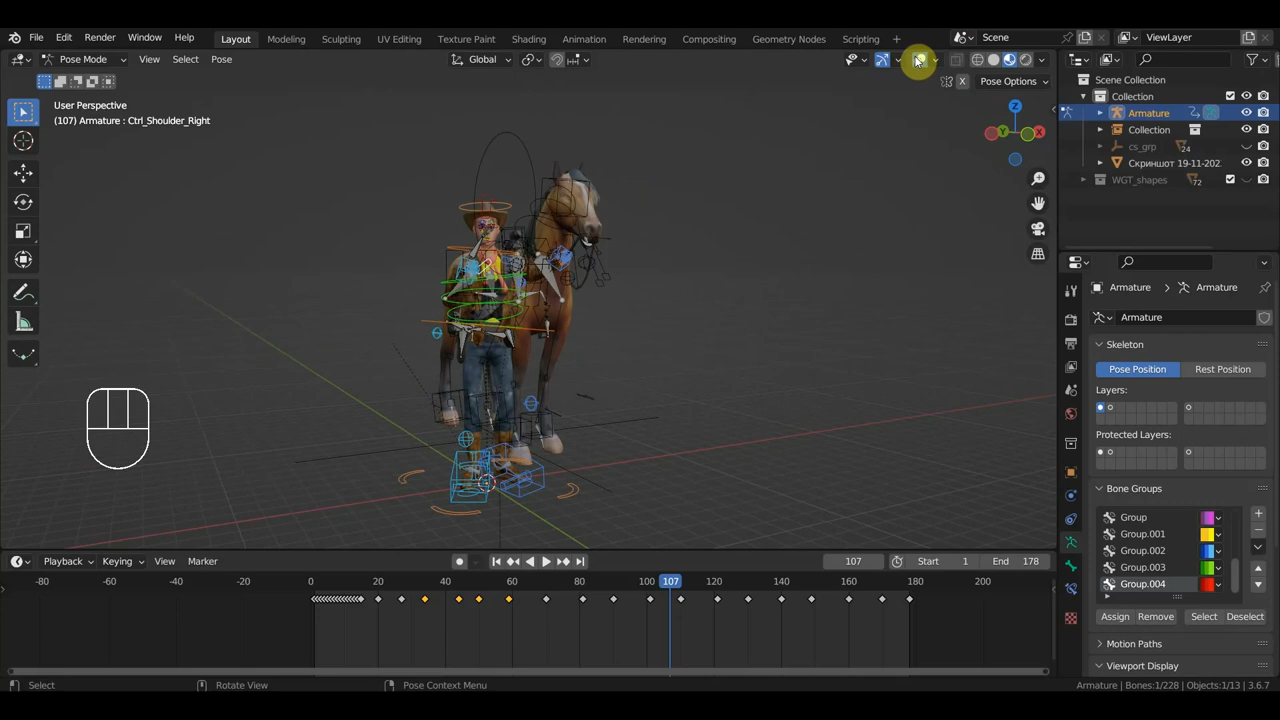 File Edit Render Window Help Layout Modeling Sculpting UV Editing Texture Paint Shading Animation Rendering Compositing Geometry Nodes Scripting + Scene ViewLayer
Pose Mode View Select Pose Global
X Pose Options
User Perspective
(107) Armature : Ctrl_Shoulder_Right
Z
Y
X
Scene Collection
Collection
Armature
Collection
cs_grp 24
Скриншот 19-11-202
WGT_shapes 72
Armature > Armature
Armature
Skeleton
Pose Position Rest Position
Layers:
Protected Layers:
Bone Groups
Group
Group.001
Group.002
Group.003
Group.004
Assign Remove Select Deselect
Motion Paths
Viewport Display
Playback Keying View Marker 107 Start 1 End 178
-80 -60 -40 -20 0 20 40 60 80 100 107 120 140 160 180 200
Select Rotate View Pose Context Menu Armature | Bones:1/228 | Objects:1/13 | 3.6.7